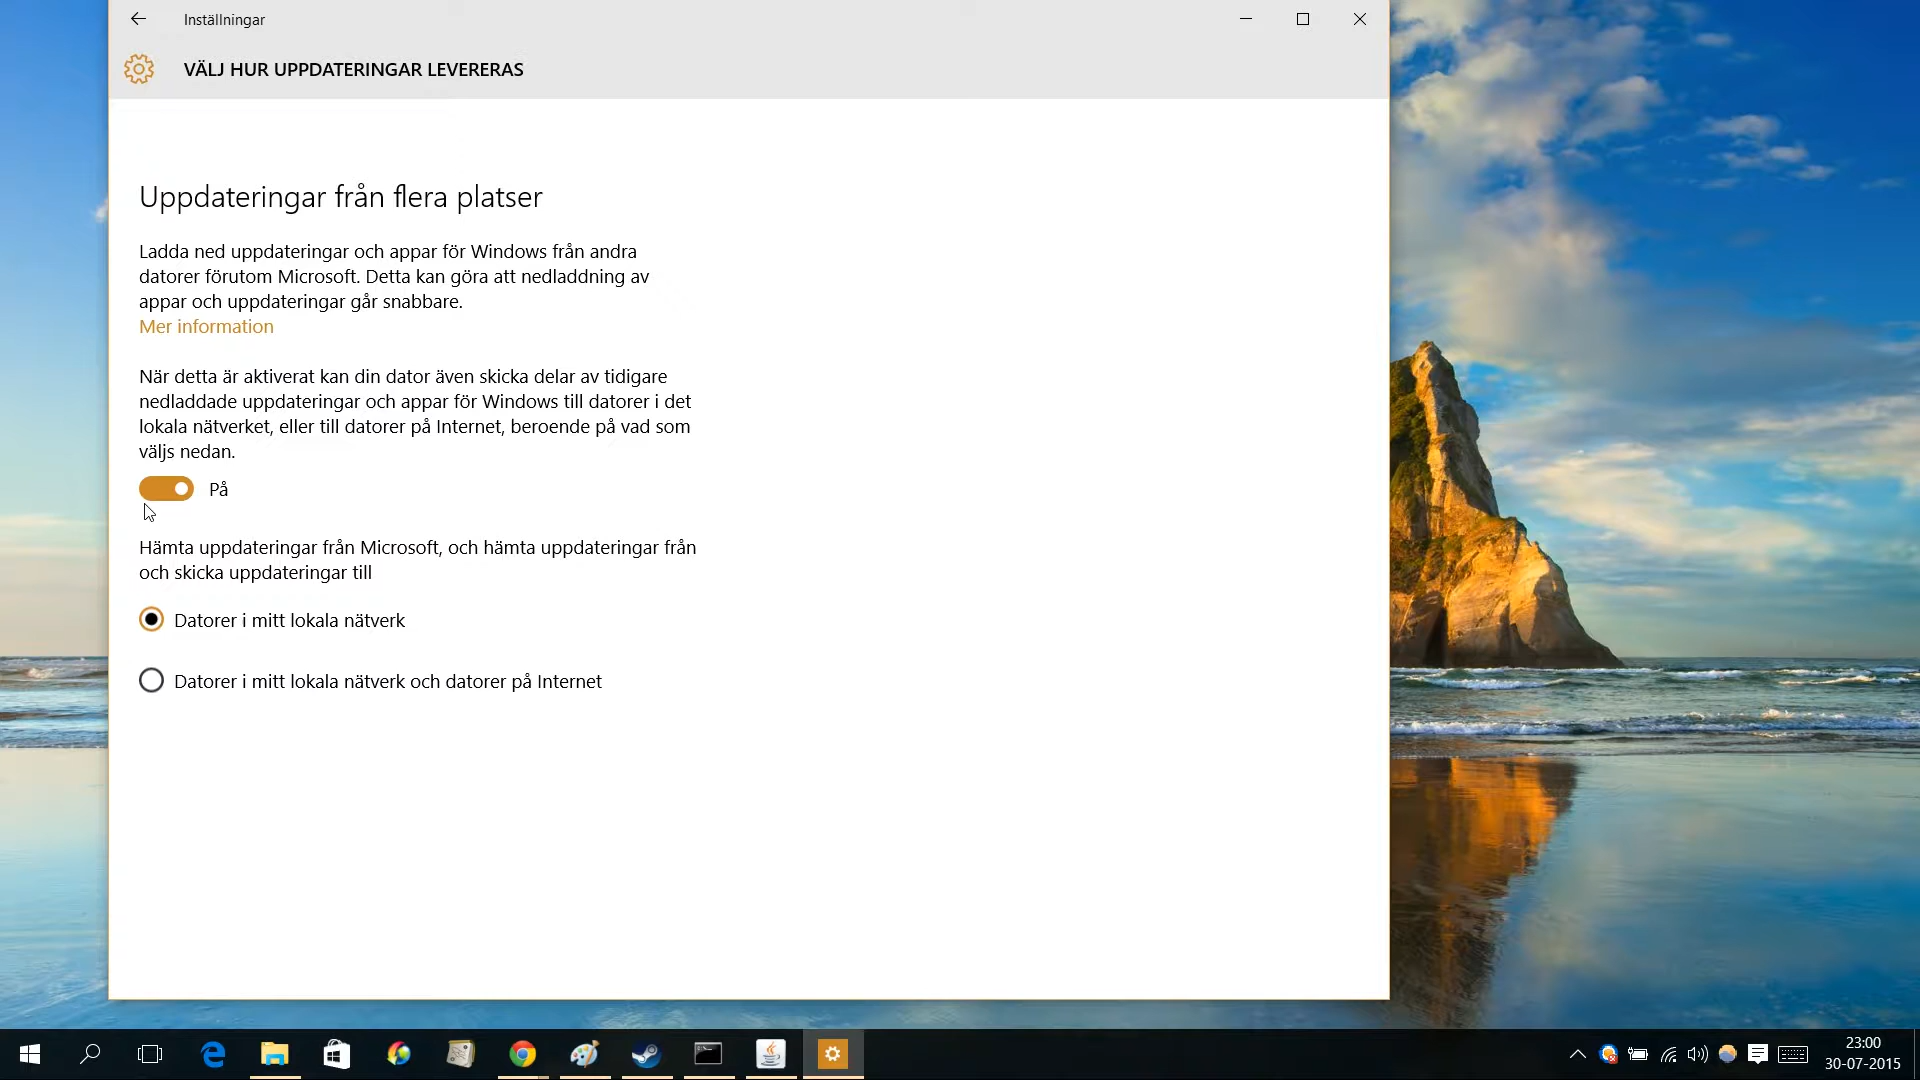 Inställningar
VÄLJ HUR UPPDATERINGAR LEVERERAS
Uppdateringar från flera platser
Ladda ned uppdateringar och appar för Windows från andra
datorer förutom Microsoft. Detta kan göra att nedladdning av
appar och uppdateringar går snabbare.
Mer information
När detta är aktiverat kan din dator även skicka delar av tidigare
nedladdade uppdateringar och appar för Windows till datorer i det
lokala nätverket, eller till datorer på Internet, beroende på vad som
väljs nedan.
På
Hämta uppdateringar från Microsoft, och hämta uppdateringar från
och skicka uppdateringar till
Datorer i mitt lokala nätverk
Datorer i mitt lokala nätverk och datorer på Internet
23:00
30-07-2015